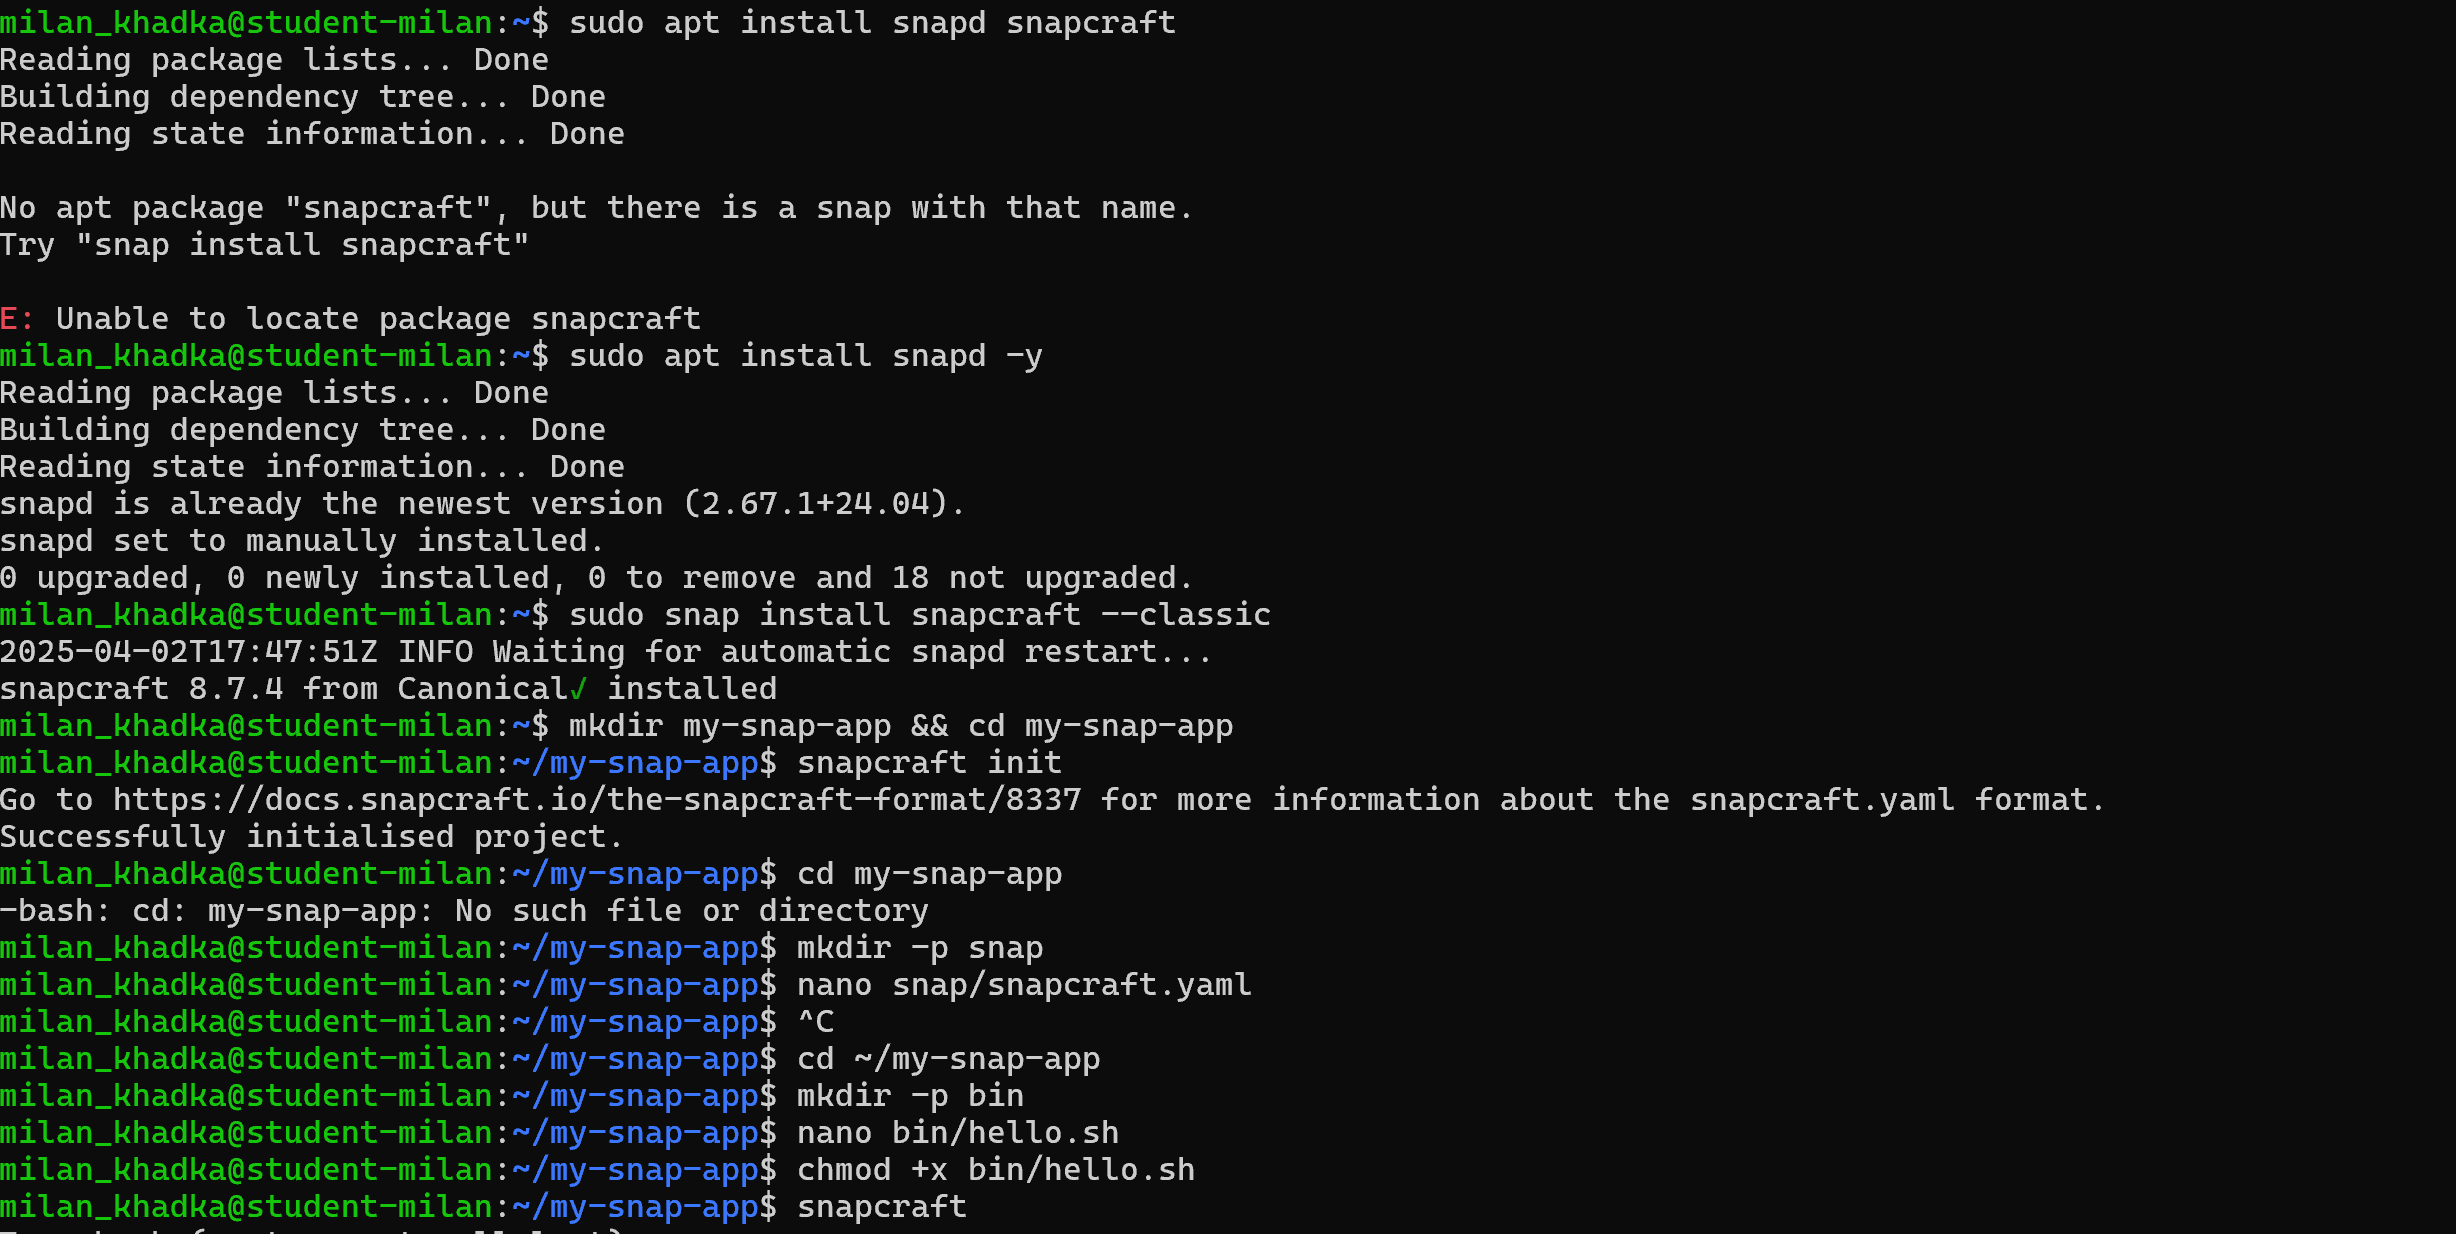 milan_khadka@student-milan:~$ sudo apt install snapd snapcraft
Reading package lists... Done
Building dependency tree... Done
Reading state information... Done
No apt package "snapcraft", but there is a snap with that name.
Try "snap install snapcraft"
E: Unable to locate package snapcraft
milan_khadka@student-milan:~$ sudo apt install snapd -y
Reading package lists... Done
Building dependency tree... Done
Reading state information... Done
snapd is already the newest version (2.67.1+24.04).
snapd set to manually installed.
0 upgraded, 0 newly installed, 0 to remove and 18 not upgraded.
milan_khadka@student-milan:~$ sudo snap install snapcraft --classic
2025-04-02T17:47:51Z INFO Waiting for automatic snapd restart...
snapcraft 8.7.4 from Canonical✓ installed
milan_khadka@student-milan:~$ mkdir my-snap-app && cd my-snap-app
milan_khadka@student-milan:~/my-snap-app$ snapcraft init
Go to https://docs.snapcraft.io/the-snapcraft-format/8337 for more information about the snapcraft.yaml format.
Successfully initialised project.
milan_khadka@student-milan:~/my-snap-app$ cd my-snap-app
-bash: cd: my-snap-app: No such file or directory
milan_khadka@student-milan:~/my-snap-app$ mkdir -p snap
milan_khadka@student-milan:~/my-snap-app$ nano snap/snapcraft.yaml
milan_khadka@student-milan:~/my-snap-app$ ^C
milan_khadka@student-milan:~/my-snap-app$ cd ~/my-snap-app
milan_khadka@student-milan:~/my-snap-app$ mkdir -p bin
milan_khadka@student-milan:~/my-snap-app$ nano bin/hello.sh
milan_khadka@student-milan:~/my-snap-app$ chmod +x bin/hello.sh
milan_khadka@student-milan:~/my-snap-app$ snapcraft